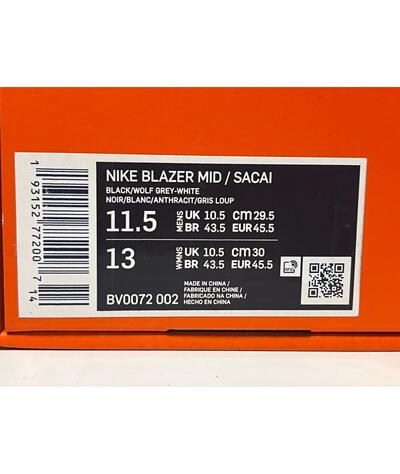 NIKE BLAZER MID / SACAI
BLACK/WOLF GREY-WHITE
NOIR/BLANC/ANTHRACIT/GRIS LOUP
11.5 MENS UK 10.5 CM 29.5
BR 43.5 EUR 45.5
13 WMNS UK 10.5 CM 30
BR 43.5 EUR 45.5
BV0072 002
MADE IN CHINA /
FABRIQUE EN CHINE /
FABRICADO NA CHINA /
HECHO EN CHINA
RFID
1 93152 77200 7 14